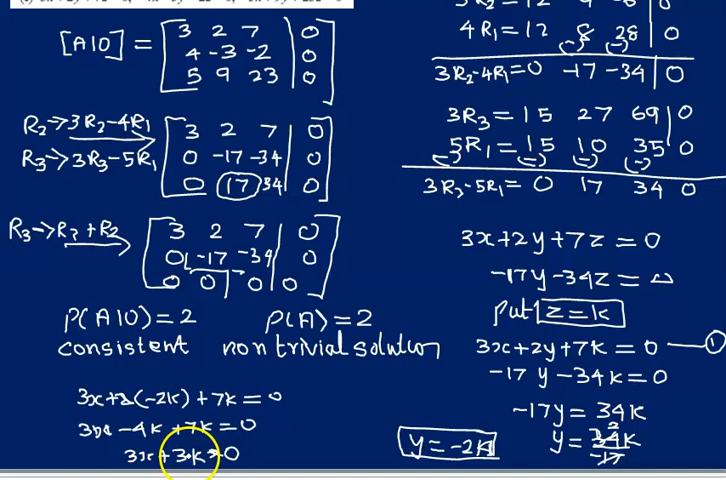 [A|0] = [3 2 7 | 0
4 -3 -2 | 0
5 9 23 | 0]
R₂→3R₂-4R₁
R₃→3R₃-5R₁
[3 2 7 | 0
0 -17 -34 | 0
0 17 34 | 0]
R₃→R₃+R₂
[3 2 7 | 0
0 -17 -34 | 0
0 0 0 | 0]
ρ(A|0)=2 ρ(A)=2
consistent non trivial solution
3x+2(-2k)+7k=0
3x-4k+7k=0
3x+3k=0
4R₁=12 8 28 | 0
3R₂-4R₁=0 -17 -34 | 0
3R₃=15 27 69 | 0
5R₁=15 10 35 | 0
(-) (-) (-) (-)
3R₃-5R₁= 0 17 34 0
3x+2y+7z=0
-17y-34z=0
put z=k
3x+2y+7k=0 —①
-17y-34k=0
-17y=34k
y=34k/-17
y=-2k